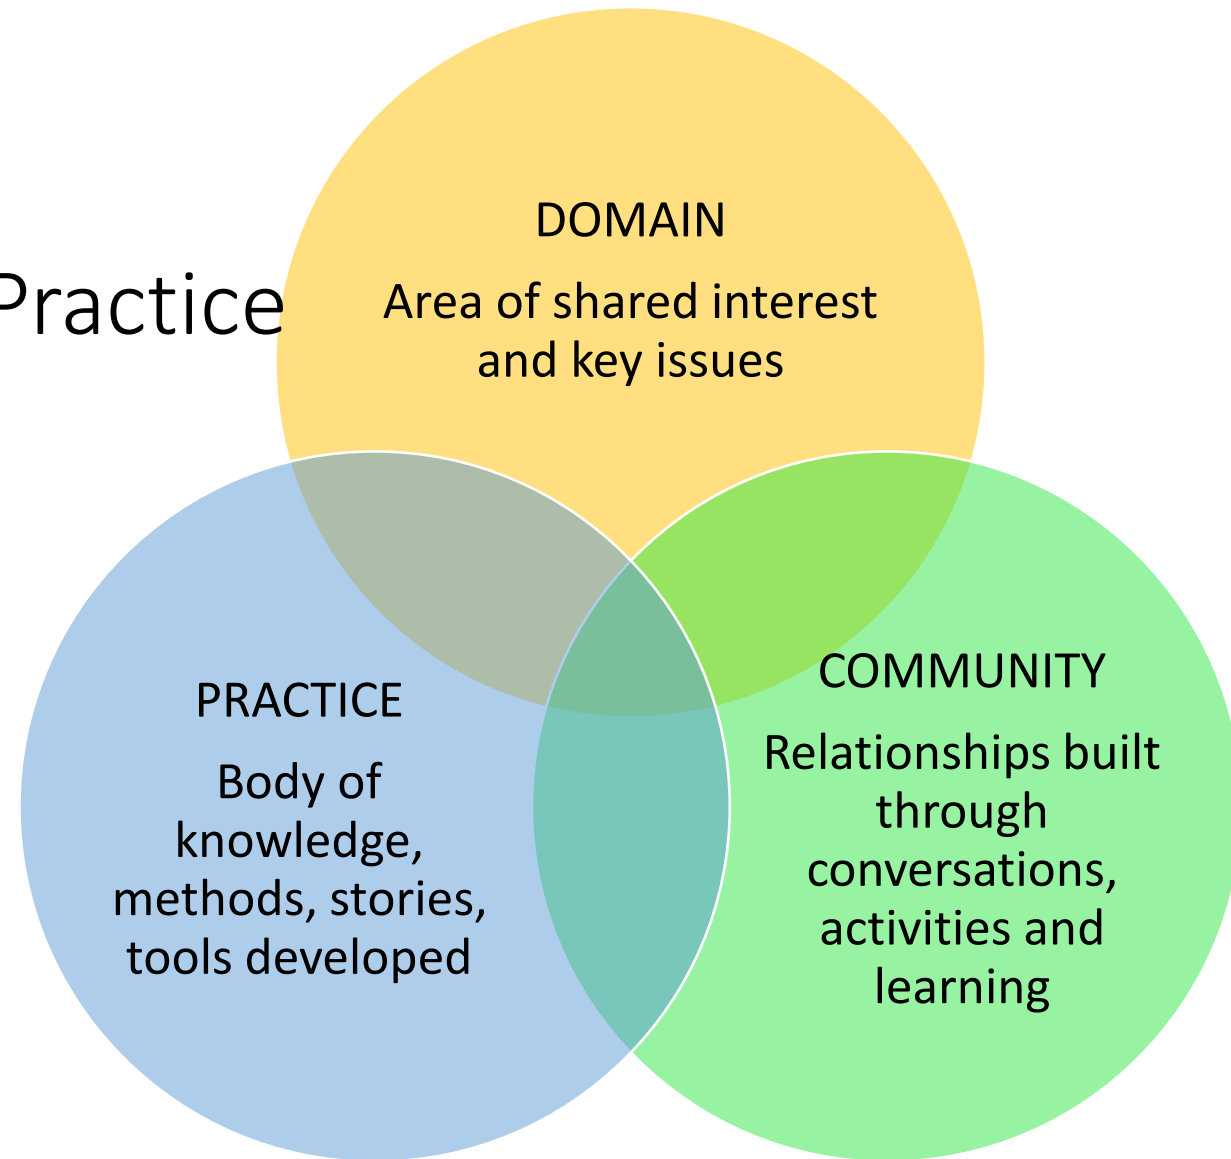 DOMAIN
Practice
Area of shared interest
and key issues
PRACTICE
Body of
knowledge,
methods, stories,
tools developed
COMMUNITY
Relationships built
through
conversations,
activities and
learning